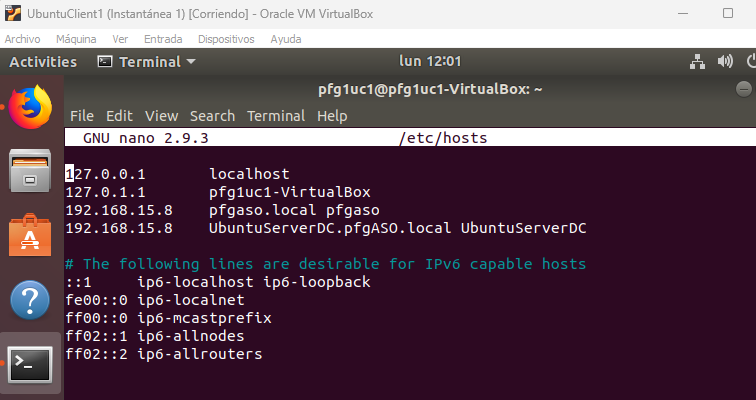 UbuntuClient1 (Instantánea 1) [Corriendo] - Oracle VM VirtualBox
Archivo Máquina Ver Entrada Dispositivos Ayuda
Activities Terminal lun 12:01
pfg1uc1@pfg1uc1-VirtualBox: ~
File Edit View Search Terminal Help
GNU nano 2.9.3 /etc/hosts
127.0.0.1 localhost
127.0.1.1 pfg1uc1-VirtualBox
192.168.15.8 pfgaso.local pfgaso
192.168.15.8 UbuntuServerDC.pfgASO.local UbuntuServerDC
# The following lines are desirable for IPv6 capable hosts
::1 ip6-localhost ip6-loopback
fe00::0 ip6-localnet
ff00::0 ip6-mcastprefix
ff02::1 ip6-allnodes
ff02::2 ip6-allrouters